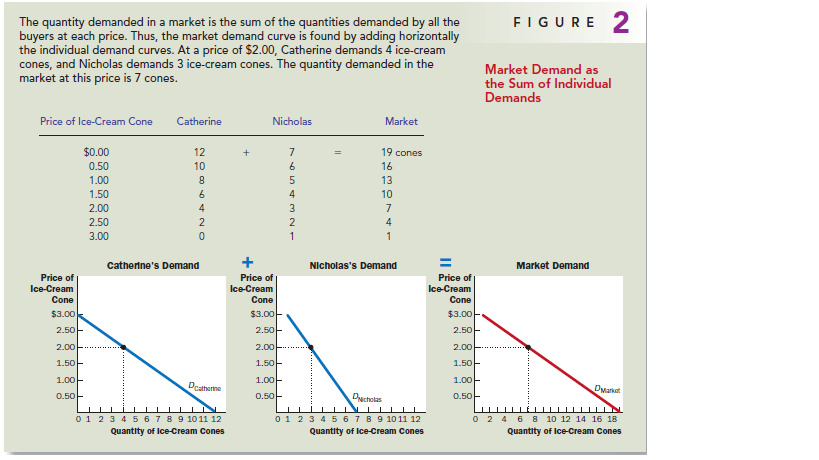 The quantity demanded in a market is the sum of the quantities demanded by all the
buyers at each price. Thus, the market demand curve is found by adding horizontally
the individual demand curves. At a price of $2.00, Catherine demands 4 ice-cream
cones, and Nicholas demands 3 ice-cream cones. The quantity demanded in the
market at this price is 7 cones.
FIGURE 2
Market Demand as
the Sum of Individual
Demands
Price of Ice-Cream Cone Catherine Nicholas Market
$0.00 12 + 7 = 19 cones
0.50 10 6 16
1.00 8 5 13
1.50 6 4 10
2.00 4 3 7
2.50 2 2 4
3.00 0 1 1
Catherine's Demand + Nicholas's Demand = Market Demand
Price of
Ice-Cream
Cone
$3.00
2.50
2.00
1.50
1.00
0.50
DCatherine
0 1 2 3 4 5 6 7 8 9 10 11 12
Quantity of Ice-Cream Cones
Price of
Ice-Cream
Cone
$3.00
2.50
2.00
1.50
1.00
0.50
DNicholas
0 1 2 3 4 5 6 7 8 9 10 11 12
Quantity of Ice-Cream Cones
Price of
Ice-Cream
Cone
$3.00
2.50
2.00
1.50
1.00
0.50
DMarket
0 2 4 6 8 10 12 14 16 18
Quantity of Ice-Cream Cones